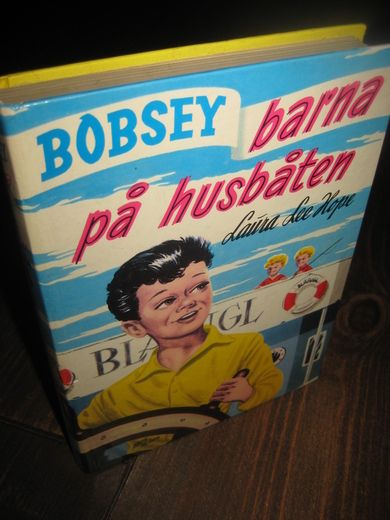 BOBSEY
barna
på husbåten
Laura Lee Hope